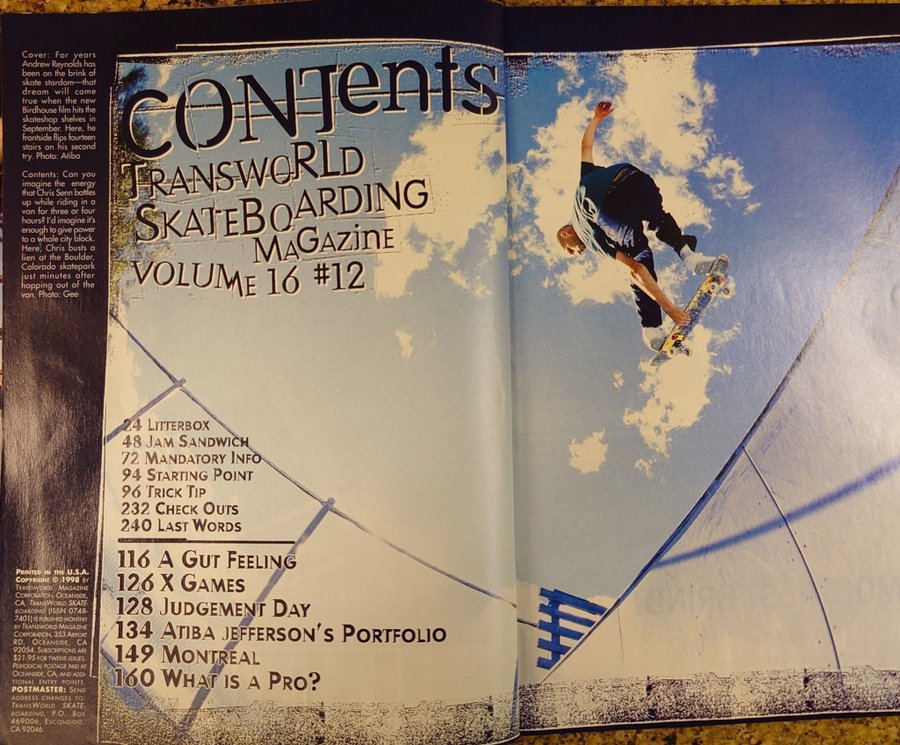 Cover: For years
Andrew Reynolds has
been on the brink of
skate stardom—that
dream will come
true when the new
Birdhouse film hits the
skateshop shelves in
September. Here, he
frontside flips fourteen
stairs on his second
try. Photo: Atiba
Contents: Can you
imagine the energy
that Chris Senn bottles
up while riding in a
van for three or four
hours? I'd imagine it's
enough to give power
to a whole city block.
Here, Chris busts a
lien at the Boulder,
Colorado skatepark
just minutes after
hopping out of the
van. Photo: Gee
CONTents
TRANSWORLD
SKATEBOARDING
MAGAZINE
VOLUME 16 #12
24 LITTERBOX
48 JAM SANDWICH
72 MANDATORY INFO
94 STARTING POINT
96 TRICK TIP
232 CHECK OUTS
240 LAST WORDS
116 A GUT FEELING
126 X GAMES
128 JUDGEMENT DAY
134 ATIBA JEFFERSON'S PORTFOLIO
149 MONTREAL
160 WHAT IS A PRO?
PRINTED IN THE U.S.A.
COPYRIGHT © 1998 BY
TRANSWORLD MAGAZINE
CORPORATION, OCEANSIDE,
CA. TRANSWORLD SKATE-
BOARDING (ISSN 0748-
7401) IS PUBLISHED MONTHLY
BY TRANSWORLD MAGAZINE
CORPORATION, 353 AIRPORT
RD, OCEANSIDE, CA
92054. SUBSCRIPTIONS ARE
$21.95 FOR TWELVE ISSUES.
PERIODICAL POSTAGE PAID AT
OCEANSIDE, CA, AND ADDI-
TIONAL ENTRY POINTS.
POSTMASTER: SEND
ADDRESS CHANGES TO:
TRANSWORLD SKATE-
BOARDING, P.O. BOX
469006, ESCONDIDO,
CA 92046.